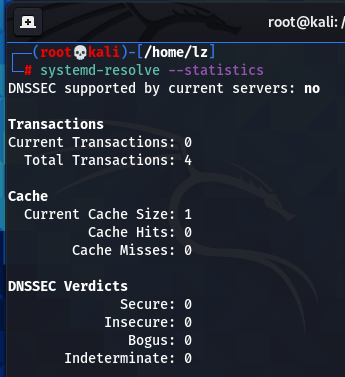 root@kali: /
┌──(root💀kali)-[/home/lz]
└─# systemd-resolve --statistics
DNSSEC supported by current servers: no
Transactions
Current Transactions: 0
Total Transactions: 4
Cache
Current Cache Size: 1
Cache Hits: 0
Cache Misses: 0
DNSSEC Verdicts
Secure: 0
Insecure: 0
Bogus: 0
Indeterminate: 0